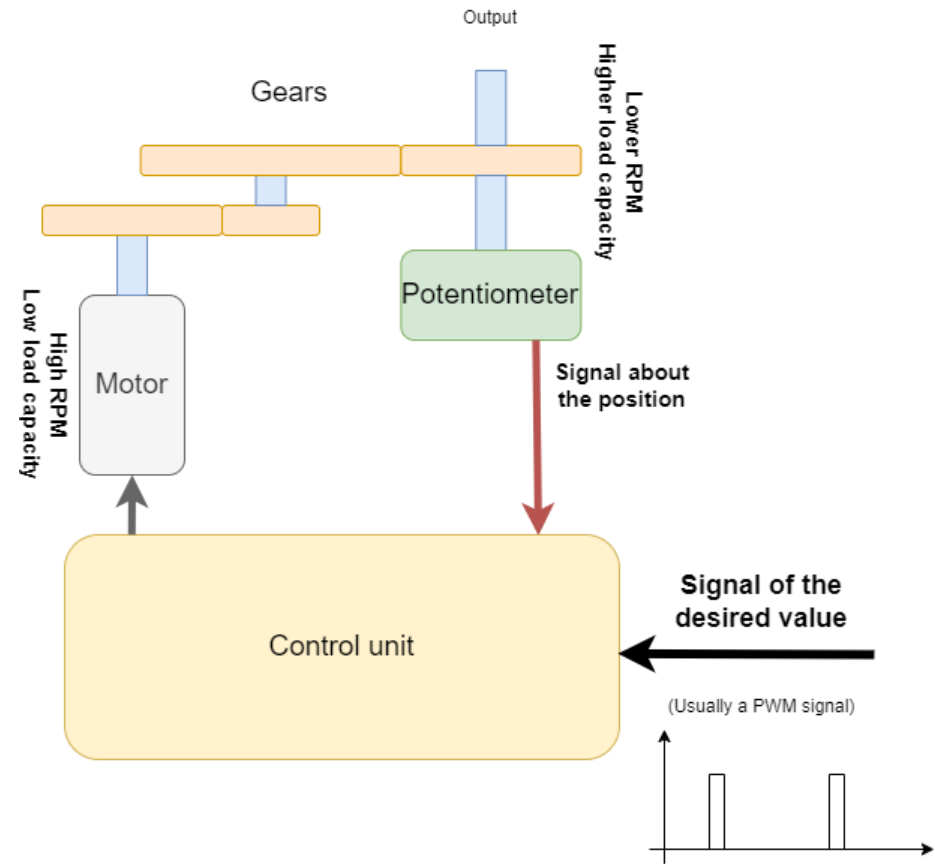 Output
Gears
Lower RPM
Higher load capacity
Potentiometer
High RPM
Low load capacity
Motor
Signal about
the position
Control unit
Signal of the
desired value
(Usually a PWM signal)